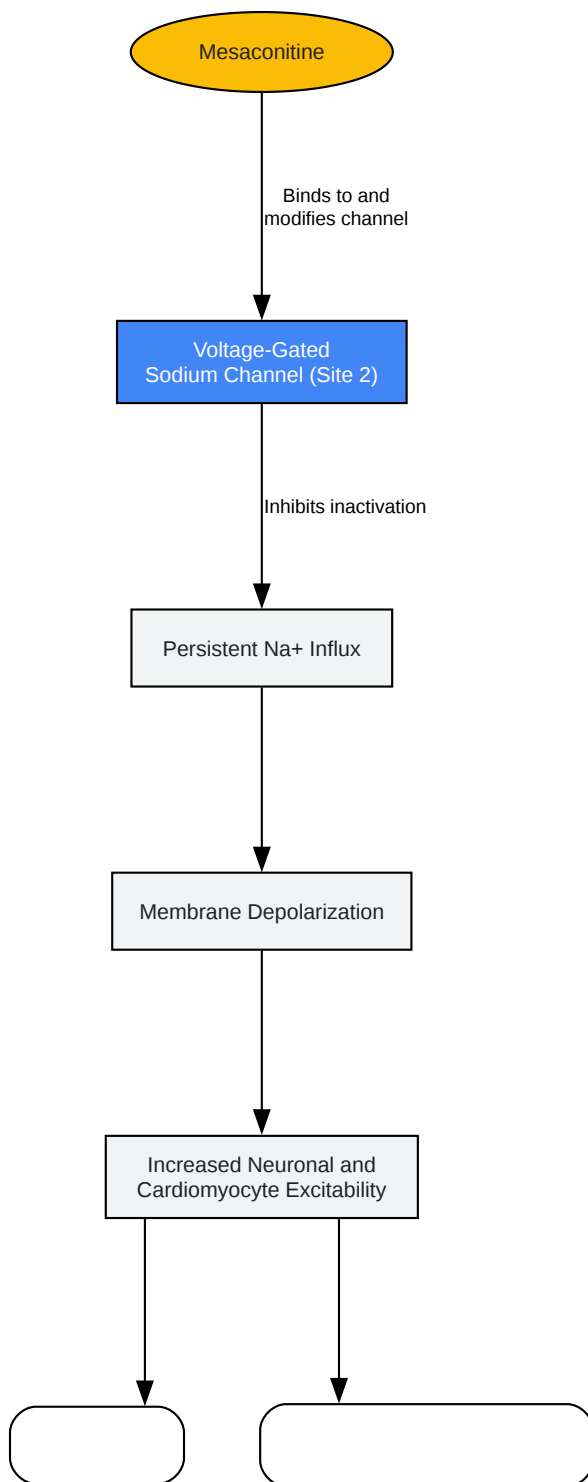 Mesaconitine
Binds to and
modifies channel
Voltage-Gated
Sodium Channel (Site 2)
Inhibits inactivation
Persistent Na+ Influx
Membrane Depolarization
Increased Neuronal and
Cardiomyocyte Excitability